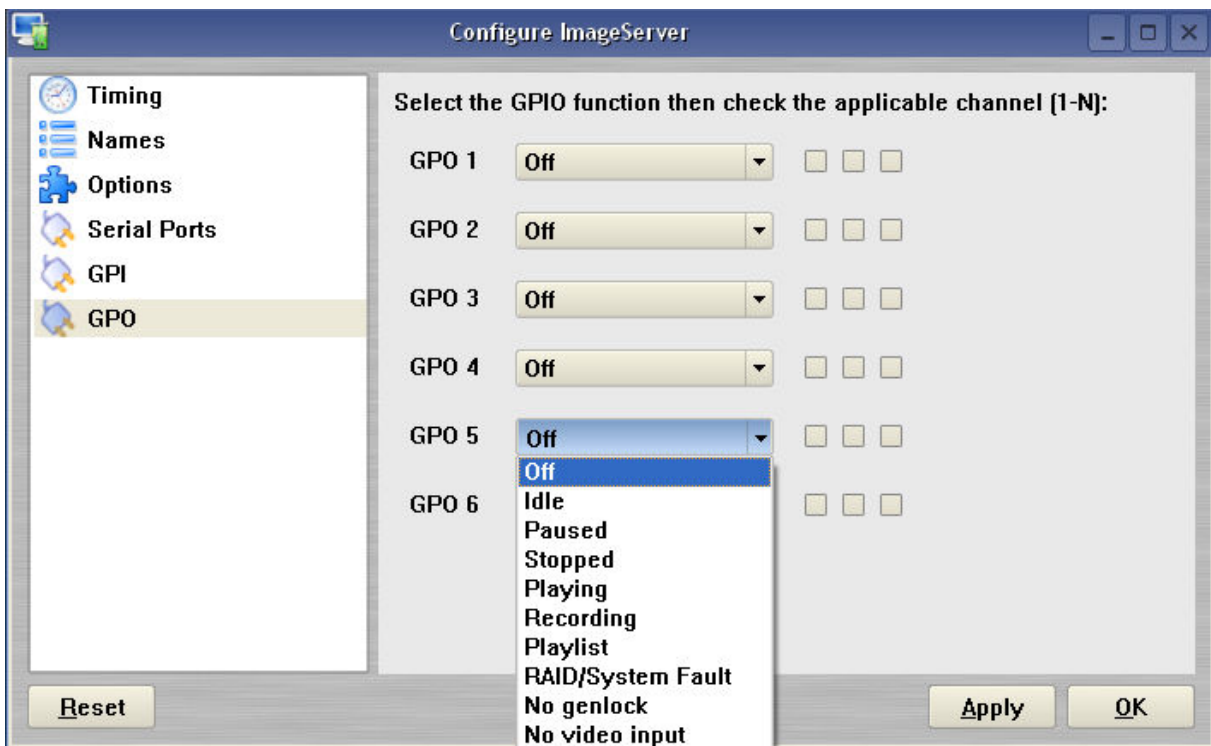 Configure ImageServer
Timing
Names
Options
Serial Ports
GPI
GPO
Select the GPIO function then check the applicable channel (1-N):
GPO 1 Off
GPO 2 Off
GPO 3 Off
GPO 4 Off
GPO 5 Off
Off
Idle
GPO 6
Paused
Stopped
Playing
Recording
Playlist
RAID/System Fault
No genlock
No video input
Reset
Apply
OK